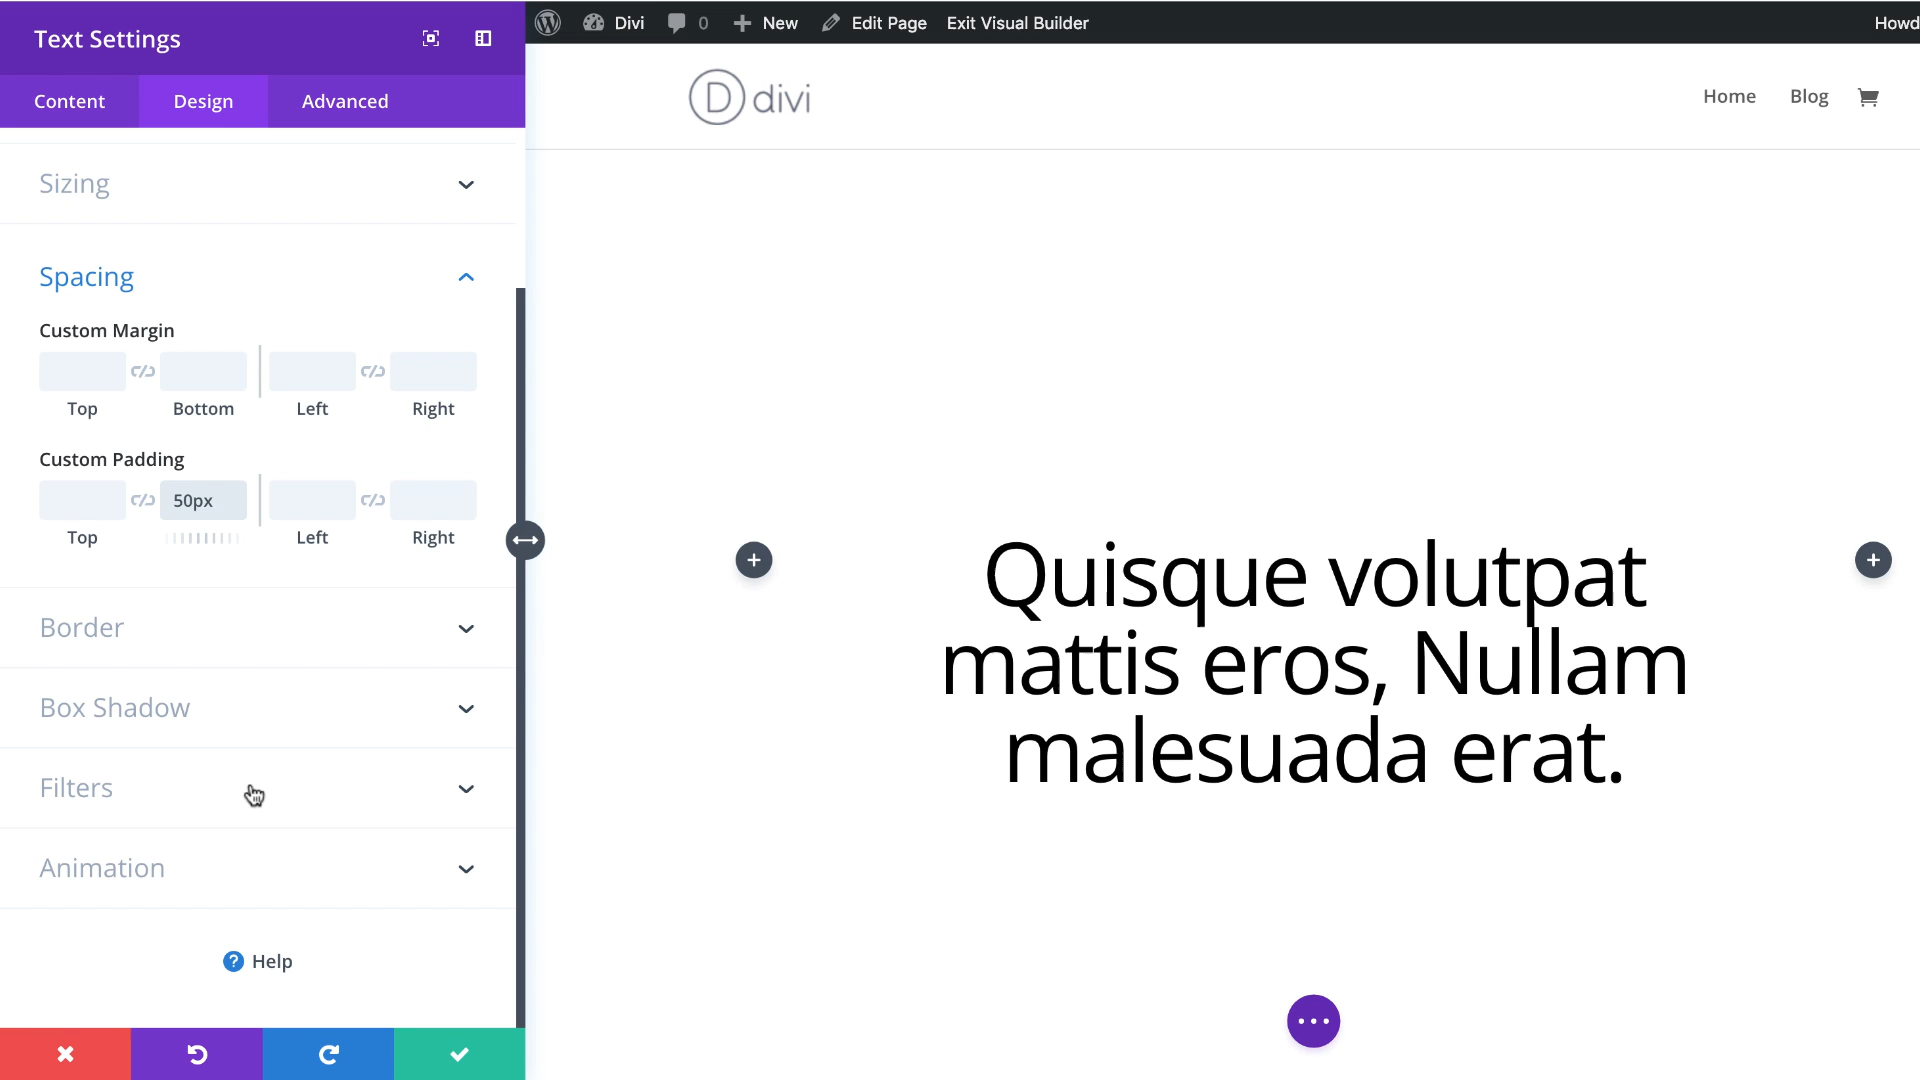 Text Settings
Content Design Advanced
Sizing
Spacing
Custom Margin
Top Bottom Left Right
Custom Padding
50px
Top Left Right
Border
Box Shadow
Filters
Animation
? Help
Divi 0 New Edit Page Exit Visual Builder Howd
D divi
Home Blog
Quisque volutpat
mattis eros, Nullam
malesuada erat.